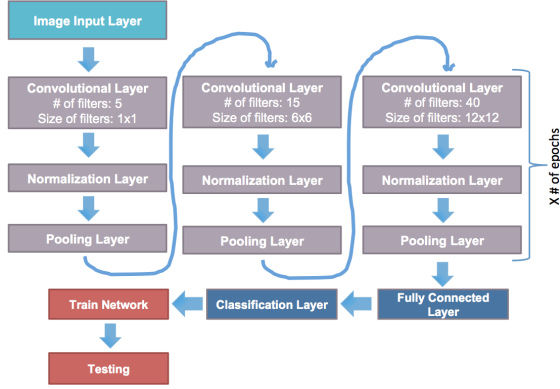 Image Input Layer
Convolutional Layer
# of filters: 5
Size of filters: 1x1
Normalization Layer
Pooling Layer
Convolutional Layer
# of filters: 15
Size of filters: 6x6
Normalization Layer
Pooling Layer
Convolutional Layer
# of filters: 40
Size of filters: 12x12
Normalization Layer
Pooling Layer
X # of epochs
Fully Connected
Layer
Classification Layer
Train Network
Testing